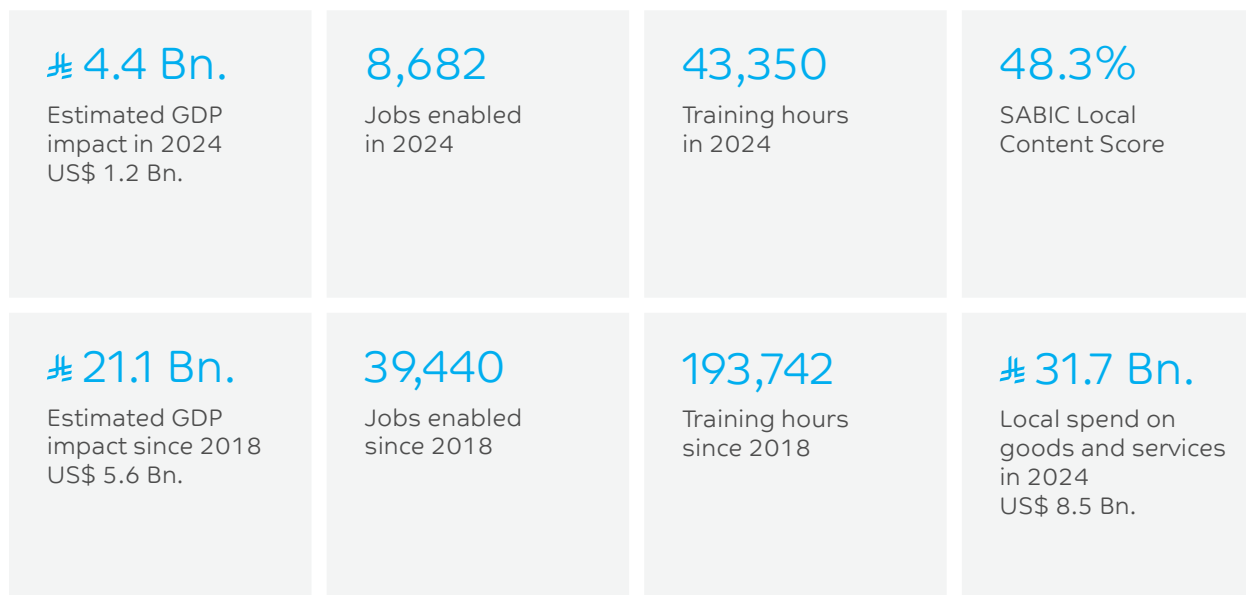 ⃁ 4.4 Bn.
Estimated GDP
impact in 2024
US$ 1.2 Bn.
8,682
Jobs enabled
in 2024
43,350
Training hours
in 2024
48.3%
SABIC Local
Content Score
⃁ 21.1 Bn.
Estimated GDP
impact since 2018
US$ 5.6 Bn.
39,440
Jobs enabled
since 2018
193,742
Training hours
since 2018
⃁ 31.7 Bn.
Local spend on
goods and services
in 2024
US$ 8.5 Bn.